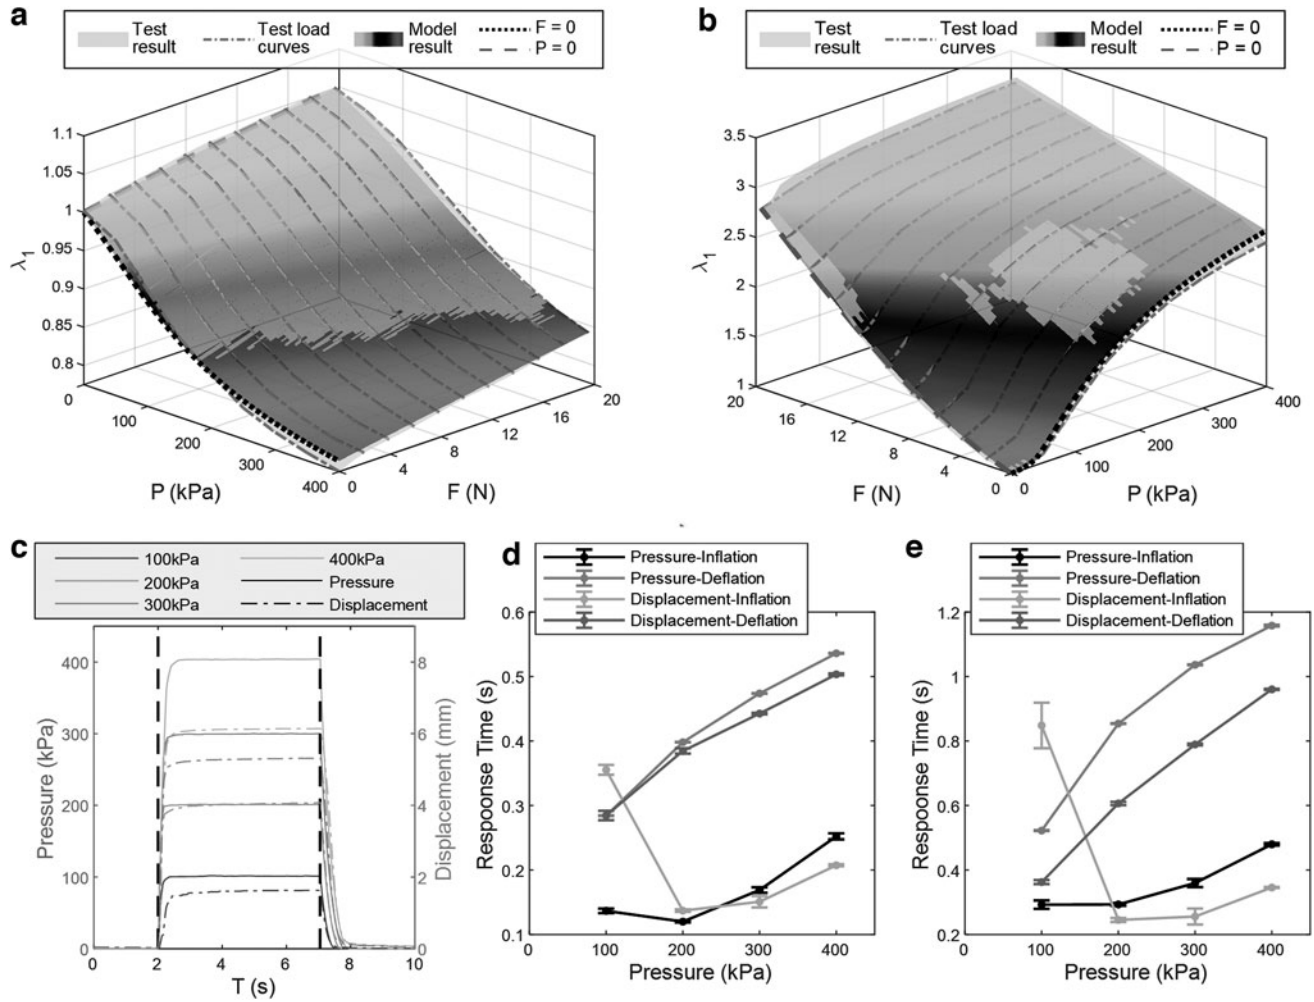 a
Test result
Test load curves
Model result
F = 0
P = 0
1.1
1.05
1
0.95
0.9
0.85
0.8
λ1
0
100
200
300
400
P (kPa)
0
4
8
12
16
20
F (N)
b
Test result
Test load curves
Model result
F = 0
P = 0
3.5
3
2.5
2
1.5
1
λ1
20
16
12
8
4
0
F (N)
0
100
200
300
400
P (kPa)
c
100kPa
400kPa
200kPa
Pressure
300kPa
Displacement
400
300
200
100
0
Pressure (kPa)
8
6
4
2
0
Displacement (mm)
0
2
4
6
8
10
T (s)
d
Pressure-Inflation
Pressure-Deflation
Displacement-Inflation
Displacement-Deflation
0.6
0.5
0.4
0.3
0.2
0.1
Respoonse Time (s)
100
200
300
400
Pressure (kPa)
e
Pressure-Inflation
Pressure-Deflation
Displacement-Inflation
Displacement-Deflation
1.2
1
0.8
0.6
0.4
0.2
Respoonse Time (s)
100
200
300
400
Pressure (kPa)